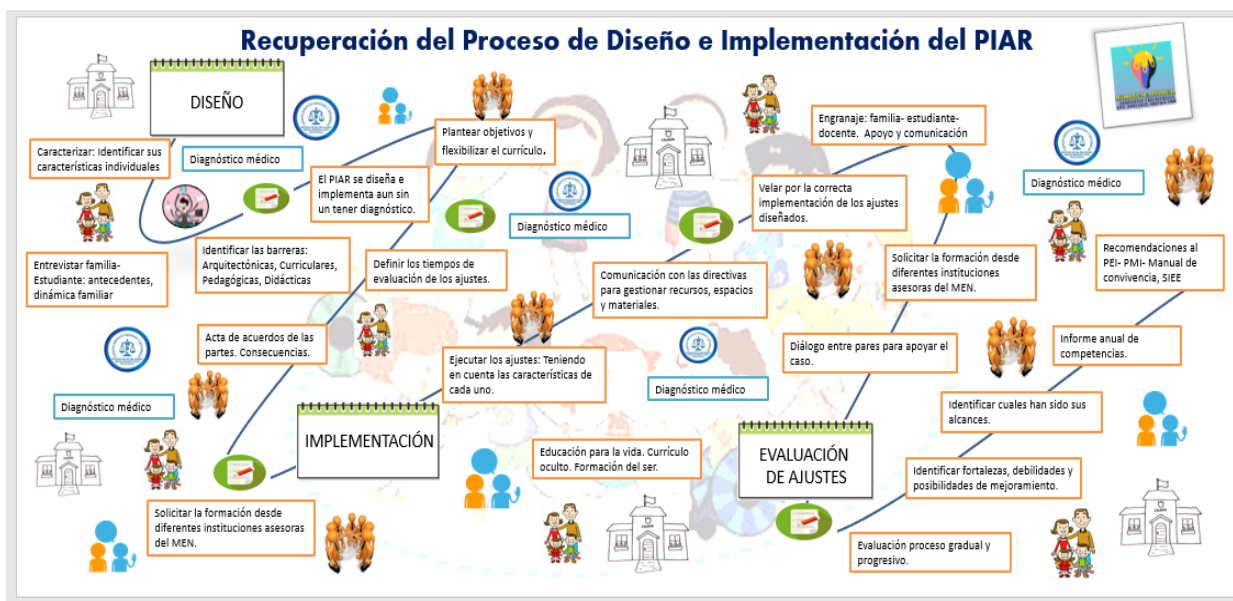 Recuperación del Proceso de Diseño e Implementación del PIAR
DISEÑO
Caracterizar: Identificar sus
características individuales
Diagnóstico médico
Entrevistar familia-
Estudiante: antecedentes,
dinámica familiar
Identificar las barreras:
Arquitectónicas, Curriculares,
Pedagógicas, Didácticas
El PIAR se diseña e
implementa aun sin
un tener diagnóstico.
Plantear objetivos y
flexibilizar el currículo.
Definir los tiempos de
evaluación de los ajustes.
Acta de acuerdos de las
partes. Consecuencias.
Diagnóstico médico
Solicitar la formación desde
diferentes instituciones asesoras
del MEN.
IMPLEMENTACIÓN
Ejecutar los ajustes: Teniendo
en cuenta las características de
cada uno.
Diagnóstico médico
Comunicación con las directivas
para gestionar recursos, espacios
y materiales.
Velar por la correcta
implementación de los ajustes
diseñados.
Engranaje: familia- estudiante-
docente. Apoyo y comunicación
Solicitar la formación desde
diferentes instituciones
asesoras del MEN.
Diagnóstico médico
Diálogo entre pares para apoyar el
caso.
Educación para la vida. Currículo
oculto. Formación del ser.
EVALUACIÓN
DE AJUSTES
Evaluación proceso gradual y
progresivo.
Identificar fortalezas, debilidades y
posibilidades de mejoramiento.
Identificar cuales han sido sus
alcances.
Informe anual de
competencias.
Recomendaciones al
PEI- PMI- Manual de
convivencia, SIEE
Diagnóstico médico